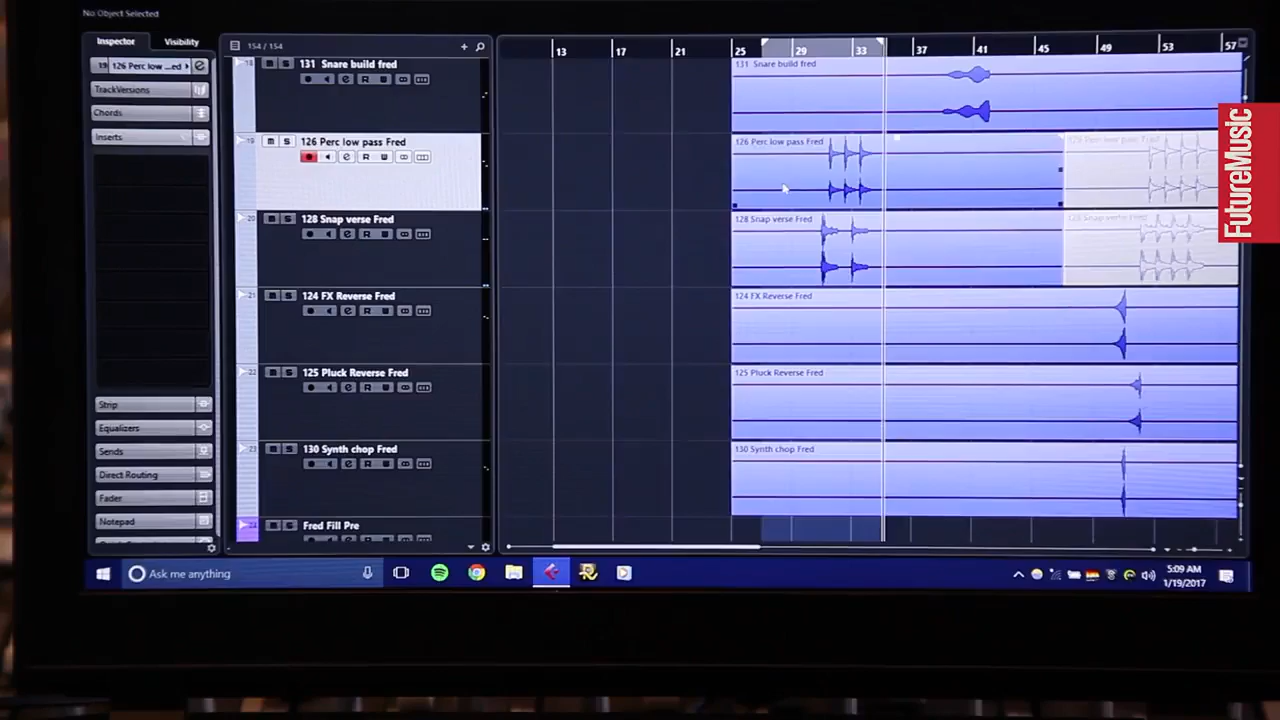 No Object Selected
Inspector
Visibility
154 / 154
13
17
21
25
29
33
37
41
45
49
53
57
126 Perc low ...ed
TrackVersions
Chords
Inserts
Strip
Equalizers
Sends
Direct Routing
Fader
Notepad
131 Snare build fred
126 Perc low pass Fred
128 Snap verse Fred
124 FX Reverse Fred
125 Pluck Reverse Fred
130 Synth chop Fred
Fred Fill Pre
131 Snare build fred
126 Perc low pass Fred
128 Snap verse Fred
124 FX Reverse Fred
125 Pluck Reverse Fred
130 Synth chop Fred
FutureMusic
Ask me anything
5:09 AM
1/19/2017